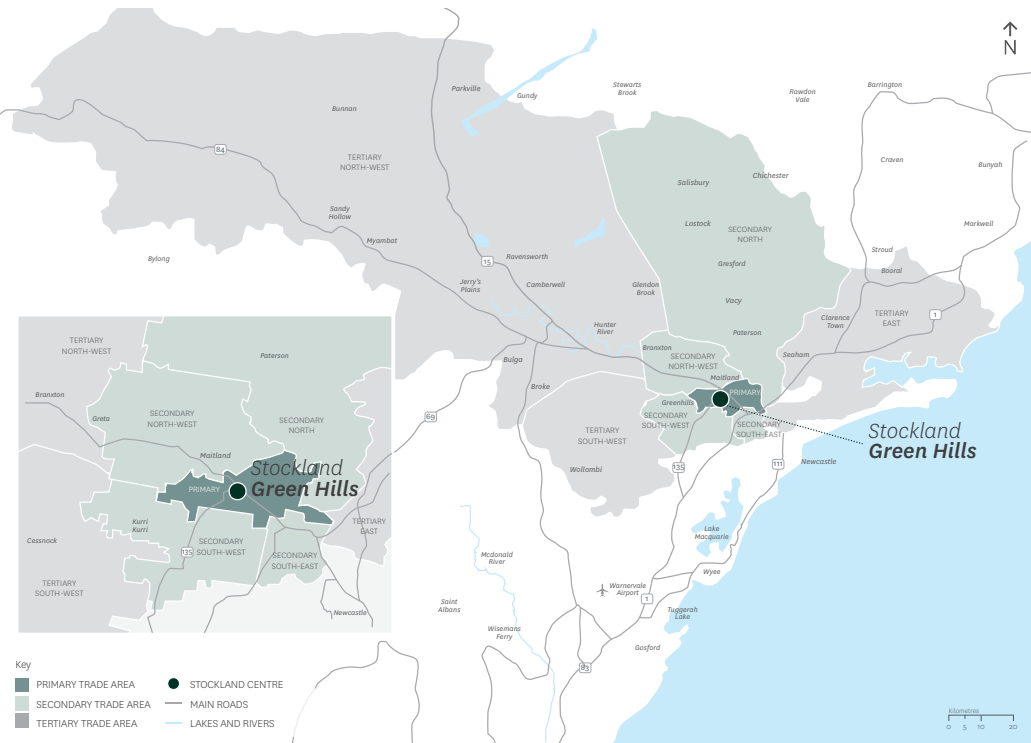 N
Parkville
Gundy
Stewarts
Brook
Rawdon
Vale
Barrington
Bunnan
84
TERTIARY
NORTH-WEST
Craven
Bunyah
Salisbury
Chichester
Sandy
Hollow
Lostock
SECONDARY
NORTH
Markwell
Myambat
Stroud
Bylong
15
Ravensworth
Gresford
Booral
Jerry's
Plains
Camberwell
Glendon
Brook
Vacy
Clarence
Town
TERTIARY
EAST
1
Hunter
River
Paterson
Branxton
Seaham
Bulga
SECONDARY
NORTH-WEST
Maitland
Broke
PRIMARY
Greenhills
69
SECONDARY
SOUTH-WEST
SECONDARY
SOUTH-EAST
TERTIARY
SOUTH-WEST
Stockland
Green Hills
Wollombi
135
111
Newcastle
Lake
Macquarie
Mcdonald
River
Wyee
Warnervale
Airport
1
Saint
Albans
Tuggerah
Lake
Wisemans
Ferry
Gosford
83
TERTIARY
NORTH-WEST
Paterson
Branxton
Greta
SECONDARY
NORTH-WEST
SECONDARY
NORTH
Maitland
Stockland
Green Hills
PRIMARY
Kurri
Kurri
TERTIARY
EAST
Cessnock
135
SECONDARY
SOUTH-WEST
SECONDARY
SOUTH-EAST
TERTIARY
SOUTH-WEST
Newcastle
Key
PRIMARY TRADE AREA
SECONDARY TRADE AREA
TERTIARY TRADE AREA
STOCKLAND CENTRE
MAIN ROADS
LAKES AND RIVERS
Kilometres
0 5 10 20